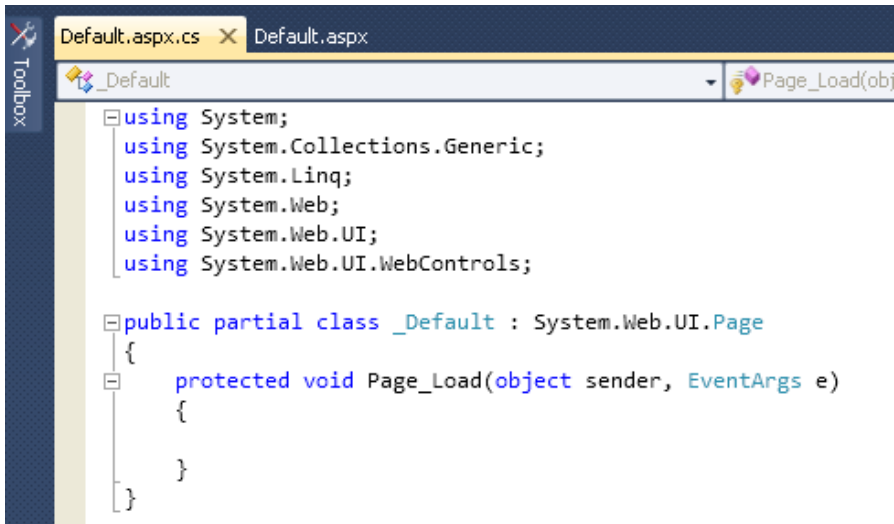 Toolbox
Default.aspx.cs Default.aspx
_Default Page_Load(obj
using System;
using System.Collections.Generic;
using System.Linq;
using System.Web;
using System.Web.UI;
using System.Web.UI.WebControls;
public partial class _Default : System.Web.UI.Page
{
protected void Page_Load(object sender, EventArgs e)
{
}
}